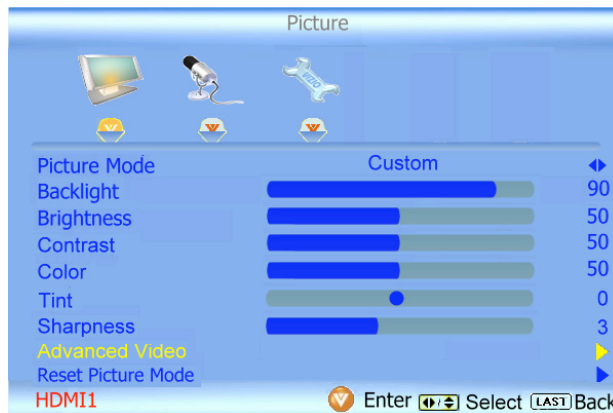 Picture
VIZIO
Picture Mode Custom
Backlight 90
Brightness 50
Contrast 50
Color 50
Tint 0
Sharpness 3
Advanced Video
Reset Picture Mode
HDMI1 Enter Select LAST Back